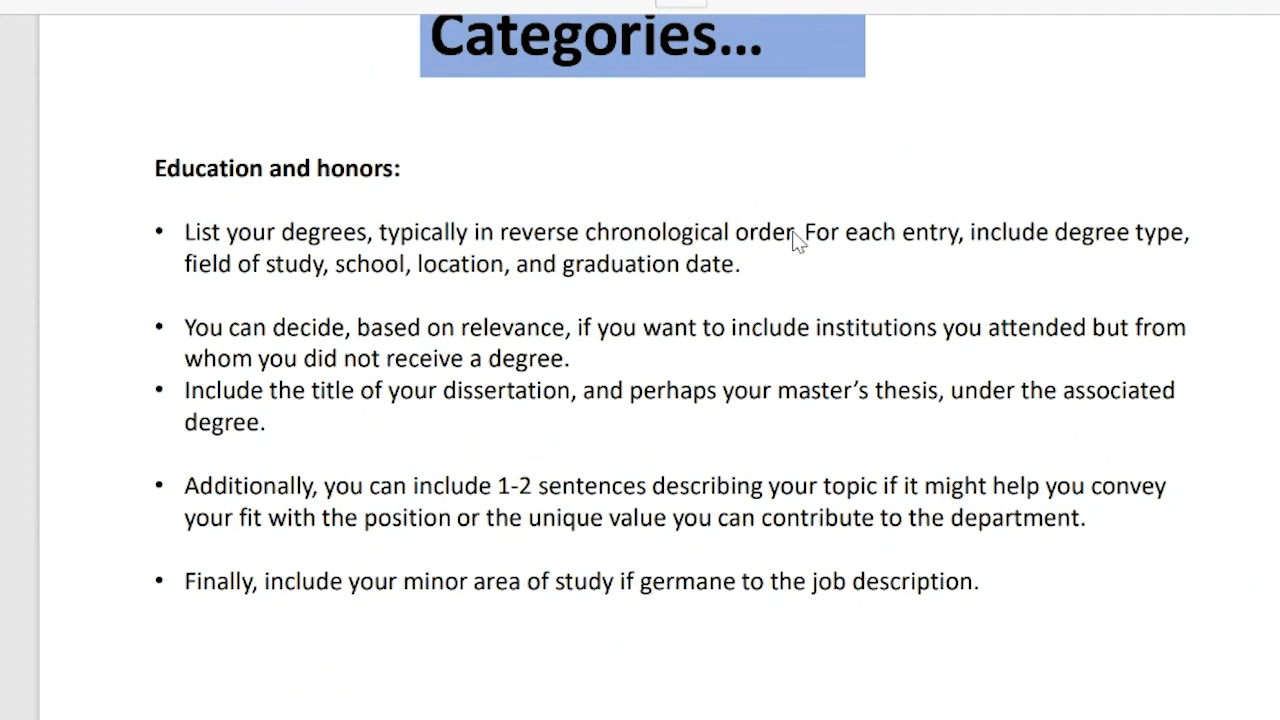 Categories...
Education and honors:
• List your degrees, typically in reverse chronological order. For each entry, include degree type,
field of study, school, location, and graduation date.
• You can decide, based on relevance, if you want to include institutions you attended but from
whom you did not receive a degree.
• Include the title of your dissertation, and perhaps your master's thesis, under the associated
degree.
• Additionally, you can include 1-2 sentences describing your topic if it might help you convey
your fit with the position or the unique value you can contribute to the department.
• Finally, include your minor area of study if germane to the job description.